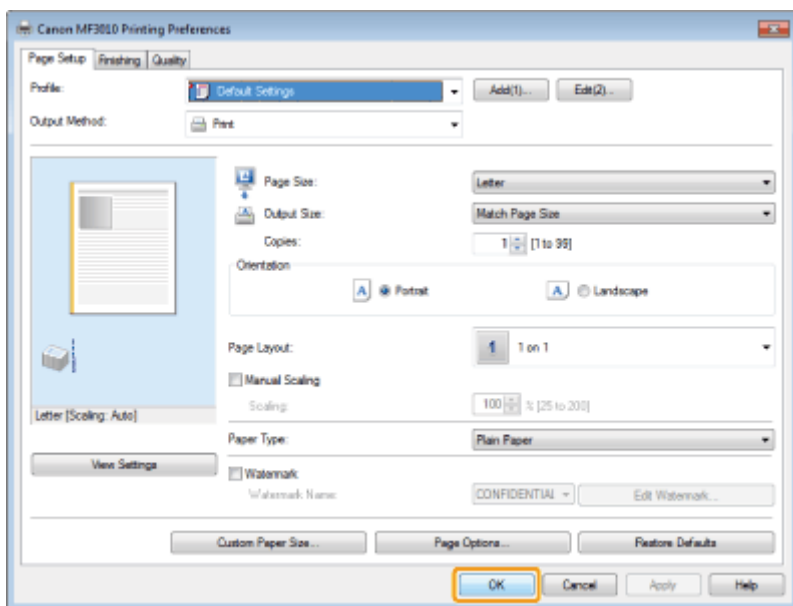 Canon MF3010 Printing Preferences
Page Setup Finishing Quality
Profile: Default Settings Add(1)... Edit(2)...
Output Method: Print
Page Size: Letter
Output Size: Match Page Size
Copies: 1 [1 to 99]
Orientation
A Portrait A Landscape
Page Layout: 1 1 on 1
Manual Scaling
Scaling: 100 % [25 to 200]
Letter [Scaling: Auto]
Paper Type: Plain Paper
View Settings
Watermark
Watermark Name: CONFIDENTIAL Edit Watermark...
Custom Paper Size... Page Options... Restore Defaults
OK Cancel Apply Help